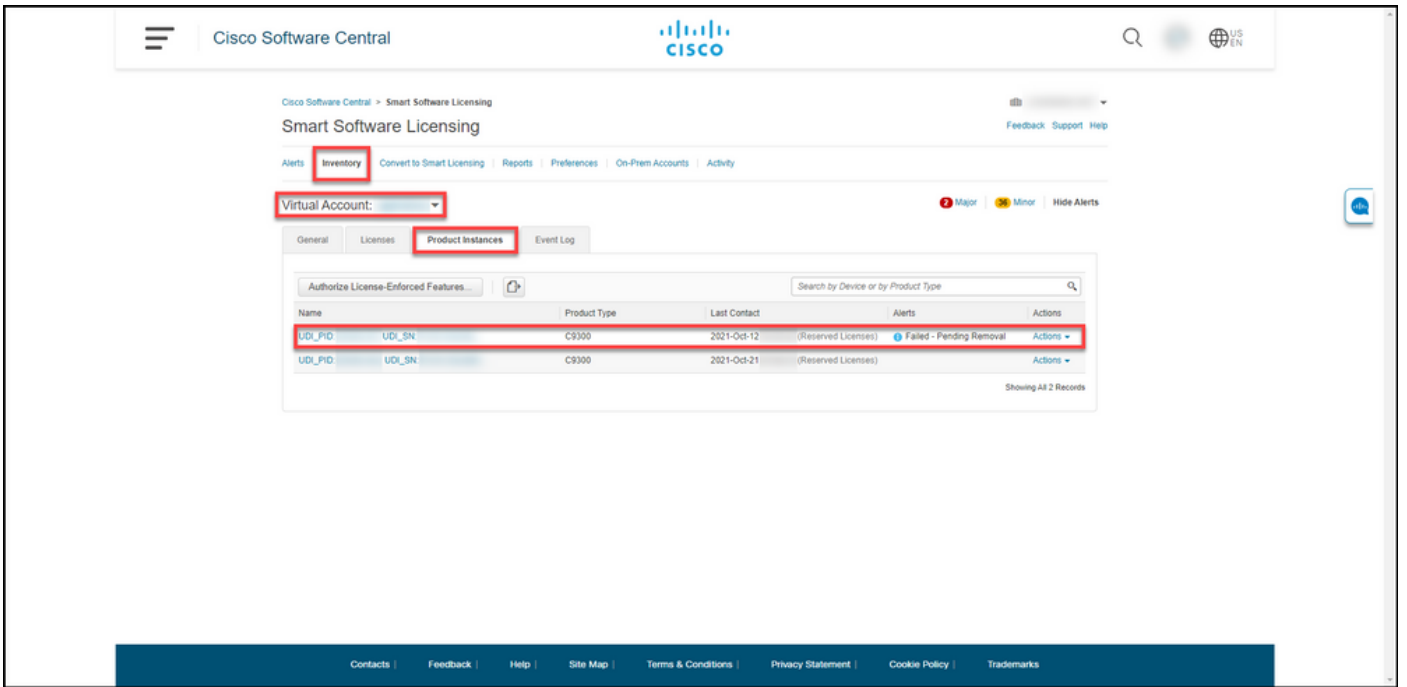 Cisco Software Central
CISCO
US
EN
Cisco Software Central > Smart Software Licensing
Smart Software Licensing
Feedback Support Help
Alerts Inventory Convert to Smart Licensing | Reports | Preferences | On-Prem Accounts | Activity
Virtual Account:
2 Major | 36 Minor | Hide Alerts
General Licenses Product Instances Event Log
Authorize License-Enforced Features...
Search by Device or by Product Type
Name Product Type Last Contact Alerts Actions
UDI_PID: UDI_SN: C9300 2021-Oct-12 (Reserved Licenses) Failed - Pending Removal Actions
UDI_PID: UDI_SN: C9300 2021-Oct-21 (Reserved Licenses) Actions
Showing All 2 Records
Contacts | Feedback | Help | Site Map | Terms & Conditions | Privacy Statement | Cookie Policy | Trademarks